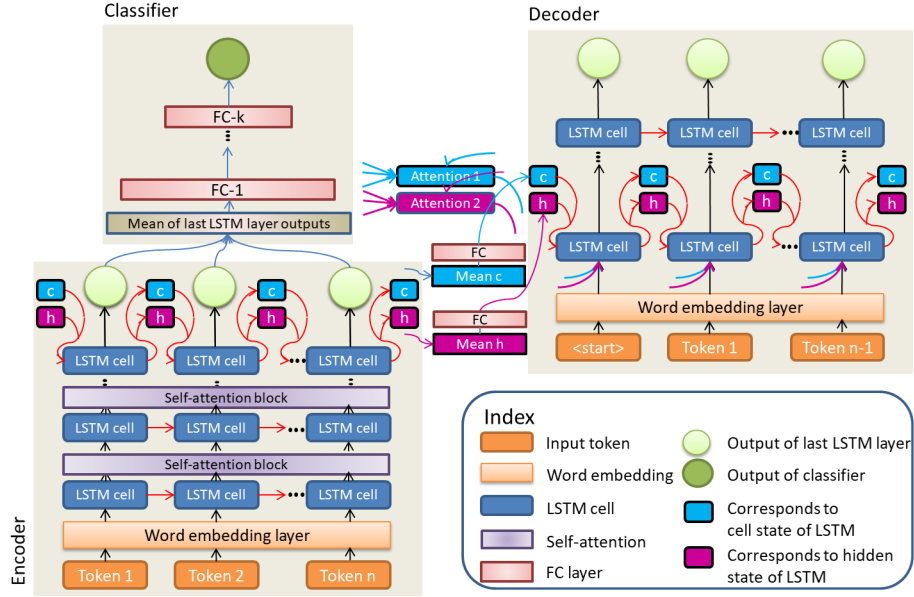 Classifier
FC-k
FC-1
Mean of last LSTM layer outputs
Decoder
LSTM cell
LSTM cell
LSTM cell
Attention 1
Attention 2
c
h
c
h
c
h
c
h
LSTM cell
LSTM cell
LSTM cell
FC
Mean c
FC
Mean h
Word embedding layer
<start>
Token 1
Token n-1
Encoder
c
h
c
h
c
h
c
h
LSTM cell
LSTM cell
LSTM cell
Self-attention block
LSTM cell
LSTM cell
LSTM cell
Self-attention block
LSTM cell
LSTM cell
LSTM cell
Word embedding layer
Token 1
Token 2
Token n
Index
Input token
Word embedding
LSTM cell
Self-attention
FC layer
Output of last LSTM layer
Output of classifier
Corresponds to
cell state of LSTM
Corresponds to hidden
state of LSTM